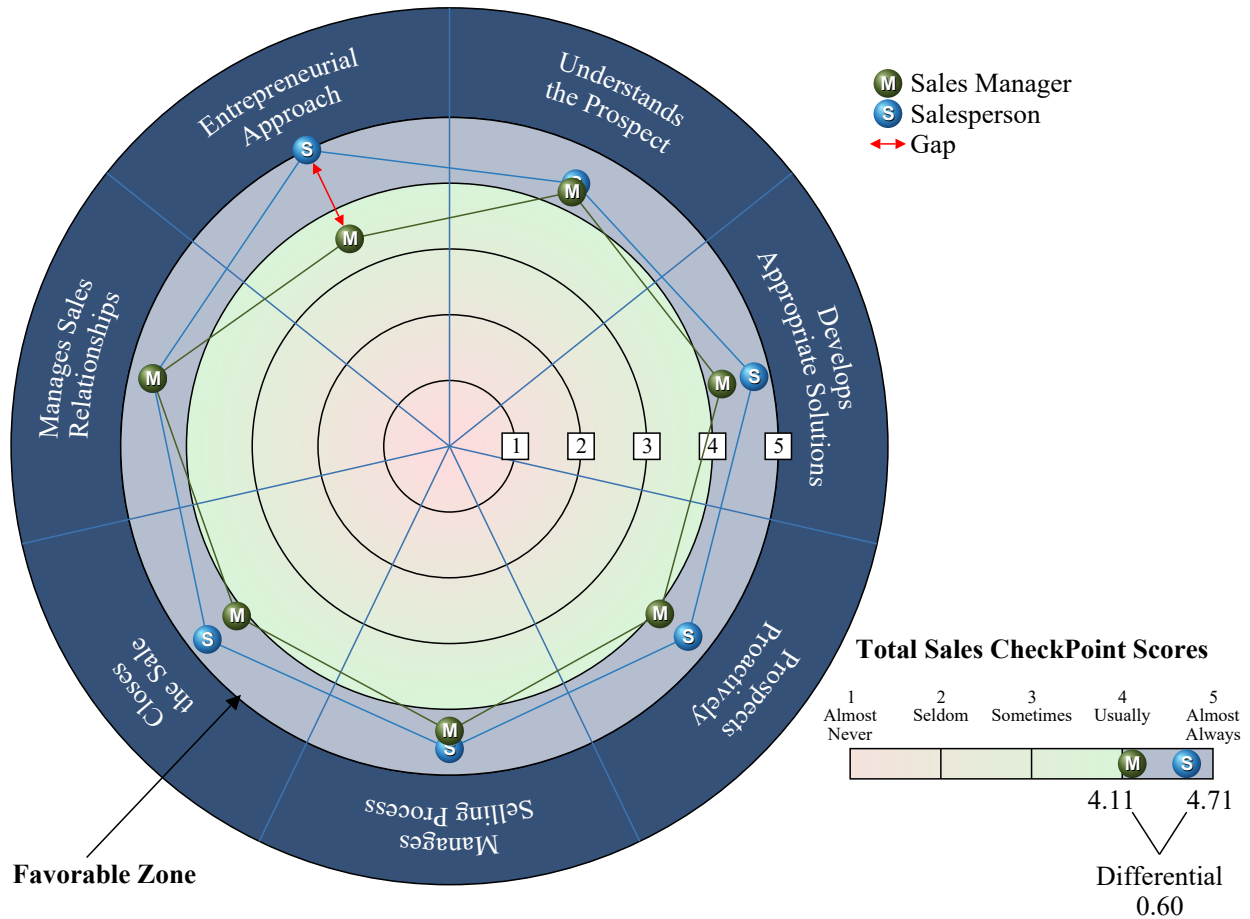 Entrepreneurial
Approach
Understands
the Prospect
Develops
Appropriate Solutions
Prospects
Proactively
Manages
Selling Process
Closes
the Sale
Manages Sales
Relationships
S
M
S
M
M
S
M
1
2
3
4
5
M
S
M
S
M
S
Favorable Zone
M Sales Manager
S Salesperson
Gap
Total Sales CheckPoint Scores
1 2 3 4 5
Almost Never
Seldom
Sometimes
Usually
Almost Always
M S
4.11 4.71
Differential
0.60